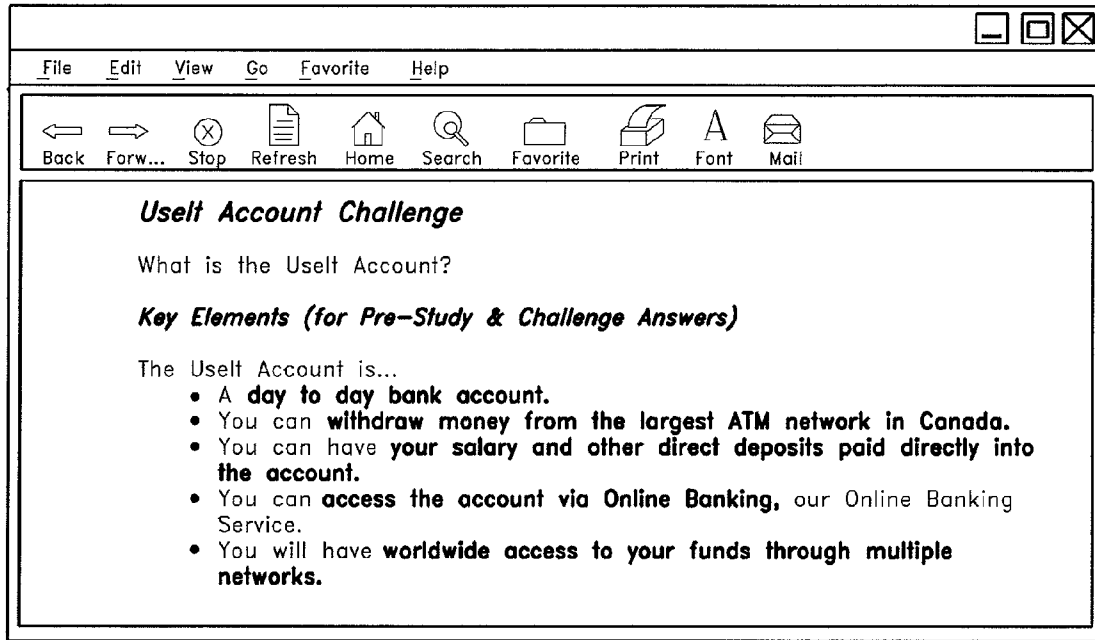 File Edit View Go Favorite Help
Back Forw... Stop Refresh Home Search Favorite Print Font Mail
UseIt Account Challenge
What is the UseIt Account?
Key Elements (for Pre-Study & Challenge Answers)
The UseIt Account is...
• A day to day bank account.
• You can withdraw money from the largest ATM network in Canada.
• You can have your salary and other direct deposits paid directly into
the account.
• You can access the account via Online Banking, our Online Banking
Service.
• You will have worldwide access to your funds through multiple
networks.